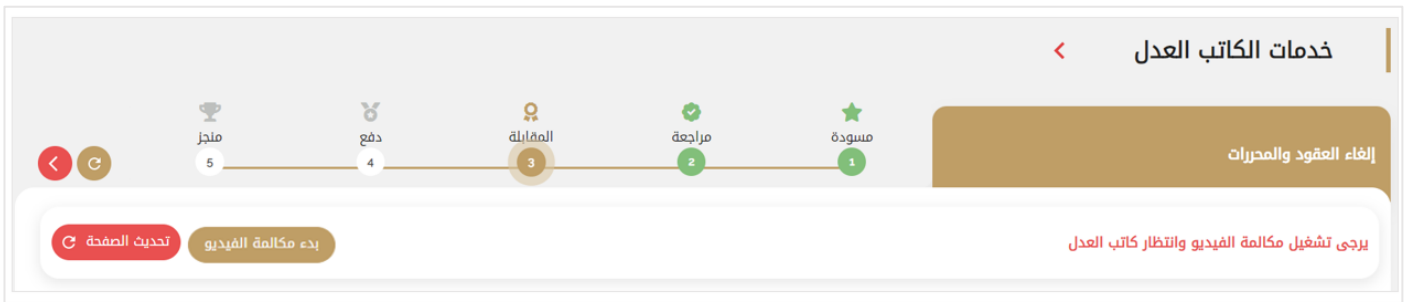 خدمات الكاتب العدل
إلغاء العقود والمحررات
مسودة
1
مراجعة
2
المقابلة
3
دفع
4
منجز
5
يرجى تشغيل مكالمة الفيديو وانتظار كاتب العدل
بدء مكالمة الفيديو
تحديث الصفحة